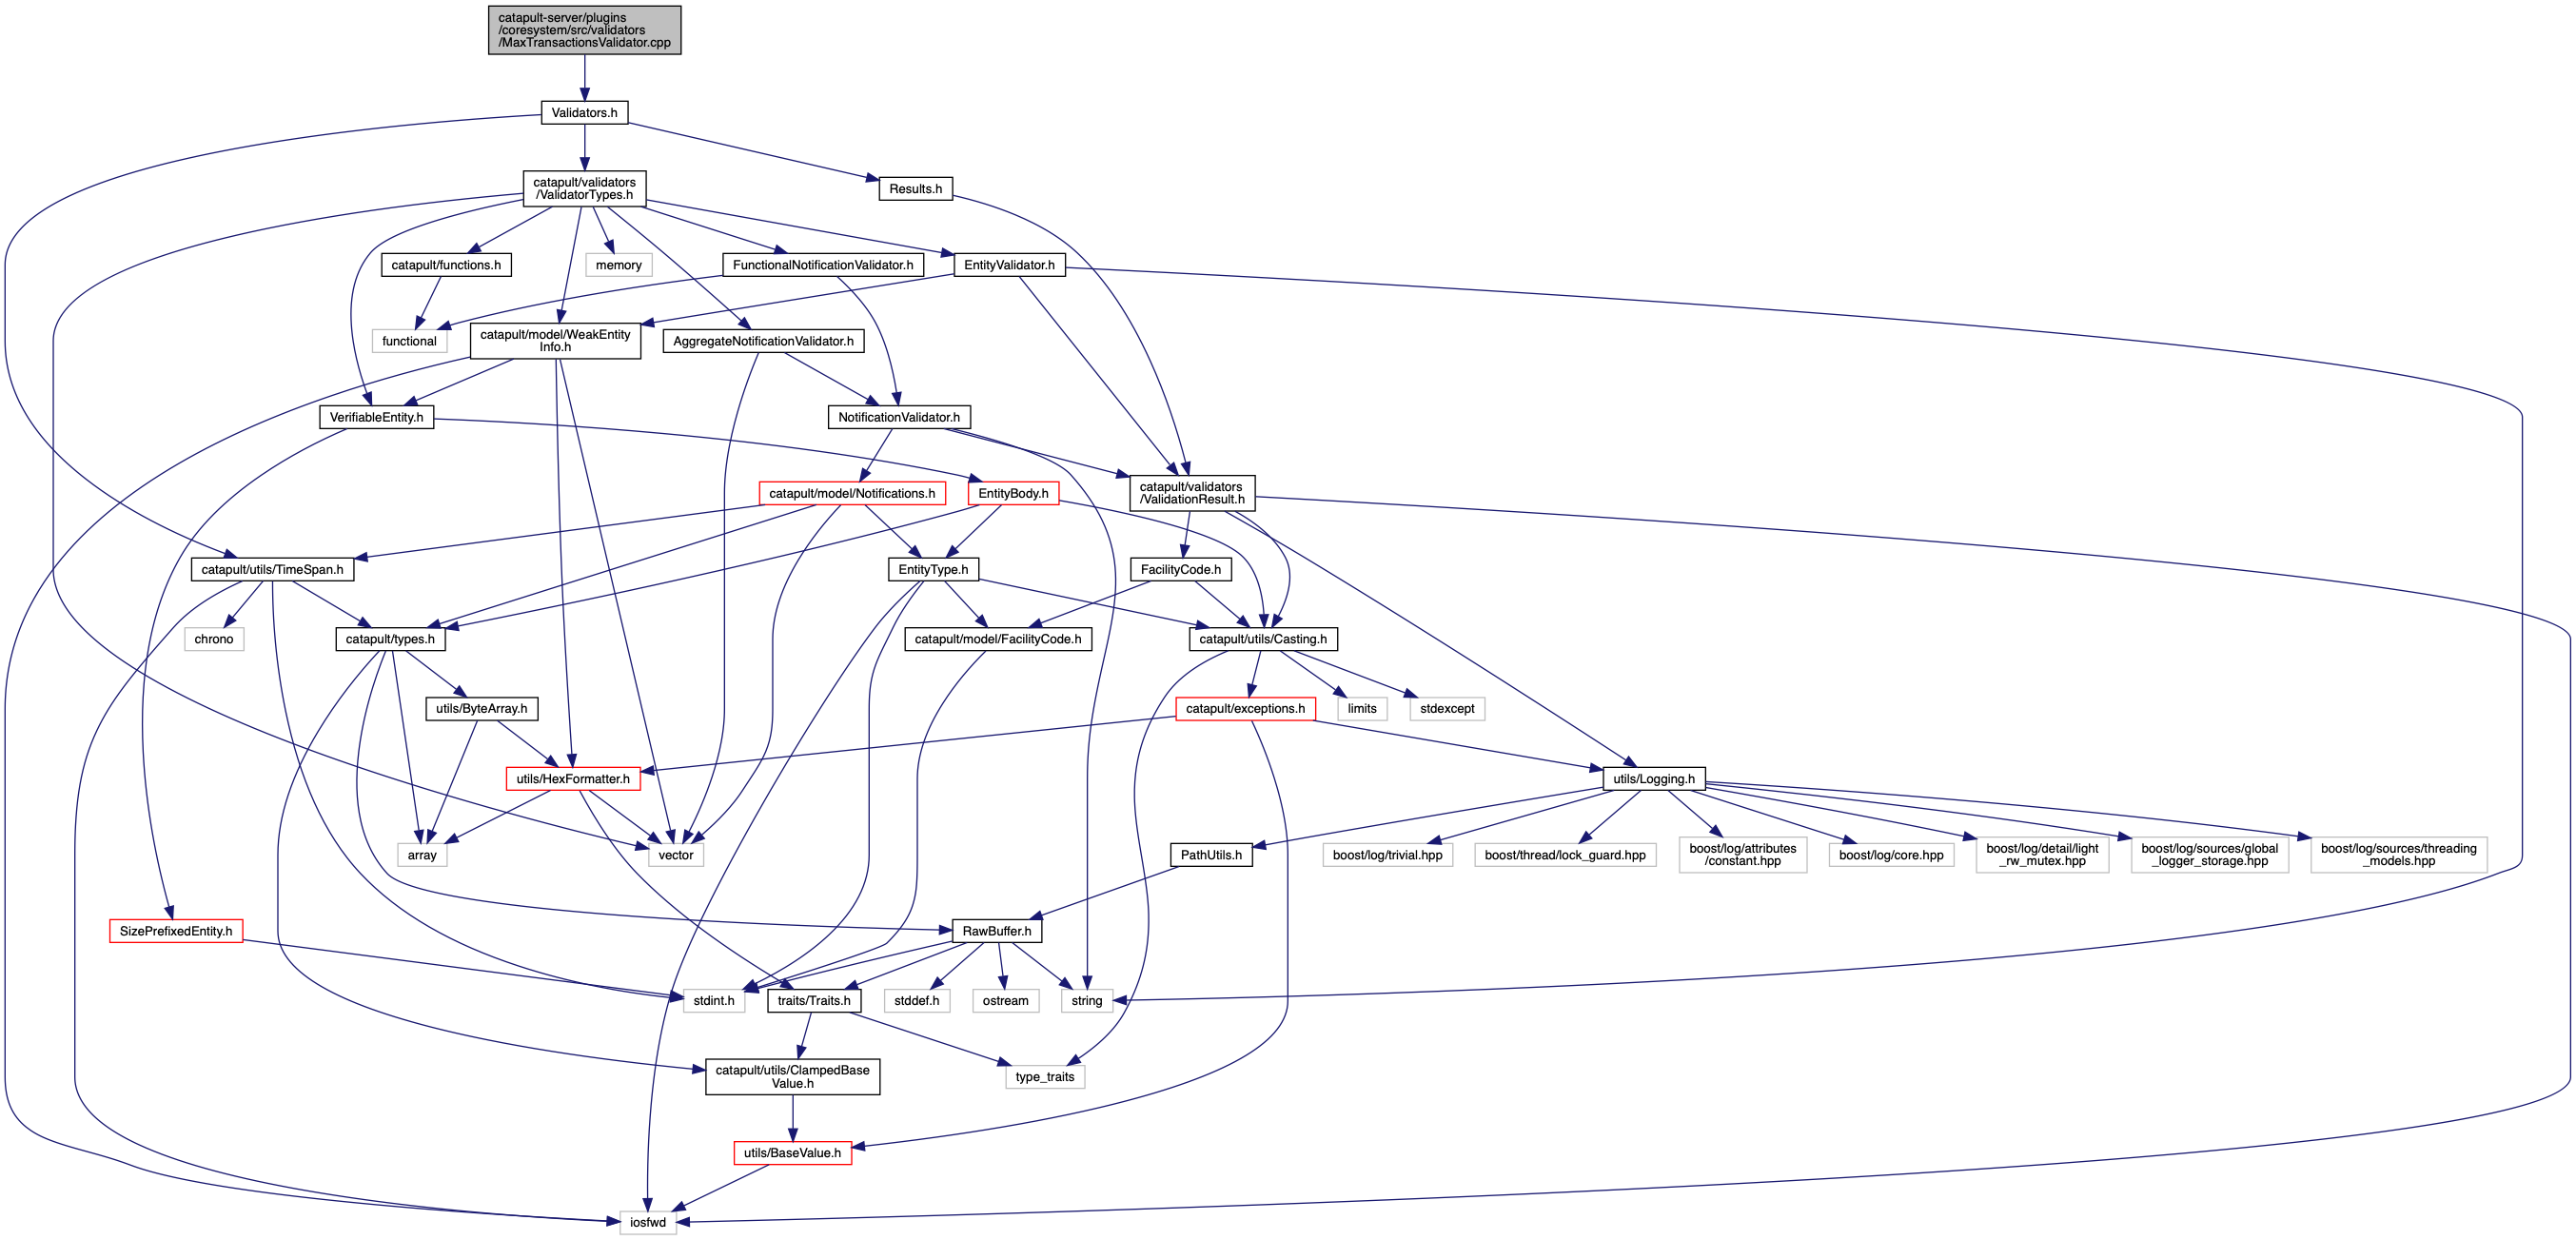 catapult-server/plugins
/coresystem/src/validators
/MaxTransactionsValidator.cpp
Validators.h
catapult/validators
/ValidatorTypes.h
Results.h
catapult/functions.h
memory
FunctionalNotificationValidator.h
EntityValidator.h
functional
catapult/model/WeakEntity
Info.h
AggregateNotificationValidator.h
VerifiableEntity.h
NotificationValidator.h
catapult/model/Notifications.h
EntityBody.h
catapult/validators
/ValidationResult.h
catapult/utils/TimeSpan.h
EntityType.h
FacilityCode.h
chrono
catapult/types.h
catapult/model/FacilityCode.h
catapult/utils/Casting.h
utils/ByteArray.h
catapult/exceptions.h
limits
stdexcept
utils/HexFormatter.h
utils/Logging.h
array
vector
PathUtils.h
boost/log/trivial.hpp
boost/thread/lock_guard.hpp
boost/log/attributes
/constant.hpp
boost/log/core.hpp
boost/log/detail/light
_rw_mutex.hpp
boost/log/sources/global
_logger_storage.hpp
boost/log/sources/threading
_models.hpp
SizePrefixedEntity.h
RawBuffer.h
stdint.h
traits/Traits.h
stddef.h
ostream
string
catapult/utils/ClampedBase
Value.h
type_traits
utils/BaseValue.h
iosfwd